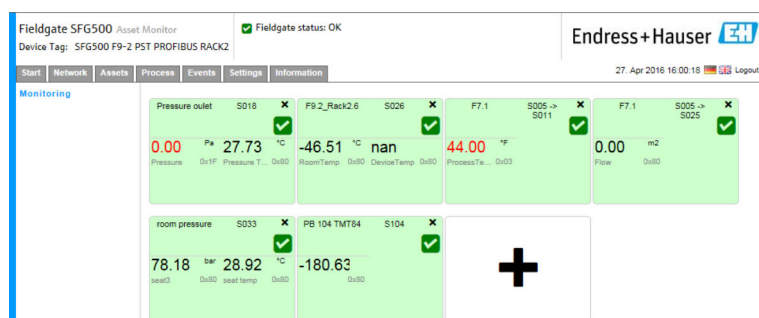 Fieldgate SFG500 Asset Monitor
Device Tag: SFG500 F9-2 PST PROFIBUS RACK2
Fieldgate status: OK
Endress+Hauser EH
Start Network Assets Process Events Settings Information
27. Apr 2016 16:00:18 Logout
Monitoring
Pressure oulet S018
0.00 Pa 27.73 °C
Pressure 0x1F Pressure T... 0x80
F9.2_Rack2.6 S026
-46.51 °C nan
RoomTemp 0x80 DeviceTemp 0x80
F7.1 S005 -> S011
44.00 °F
ProcessTe... 0x03
F7.1 S005 -> S025
0.00 m2
Flow 0x80
room pressure S033
78.18 bar 28.92 °C
seat3 0x80 seat temp 0x80
PB 104 TMT84 S104
-180.63
0x80